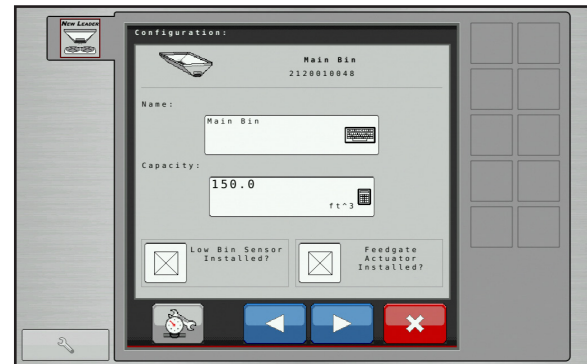 New Leader
Configuration:
Main Bin
2120010048
Name:
Main Bin
Capacity:
150.0
ft^3
Low Bin Sensor
Installed?
Feedgate
Actuator
Installed?